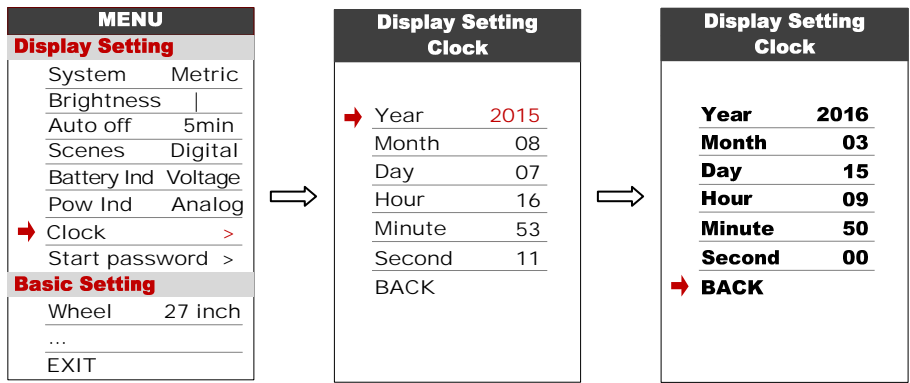 MENU
Display Setting
System Metric
Brightness |
Auto off 5min
Scenes Digital
Battery Ind Voltage
Pow Ind Analog
Clock >
Start password >
Basic Setting
Wheel 27 inch
...
EXIT
Display Setting
Clock
Year 2015
Month 08
Day 07
Hour 16
Minute 53
Second 11
BACK
Display Setting
Clock
Year 2016
Month 03
Day 15
Hour 09
Minute 50
Second 00
BACK